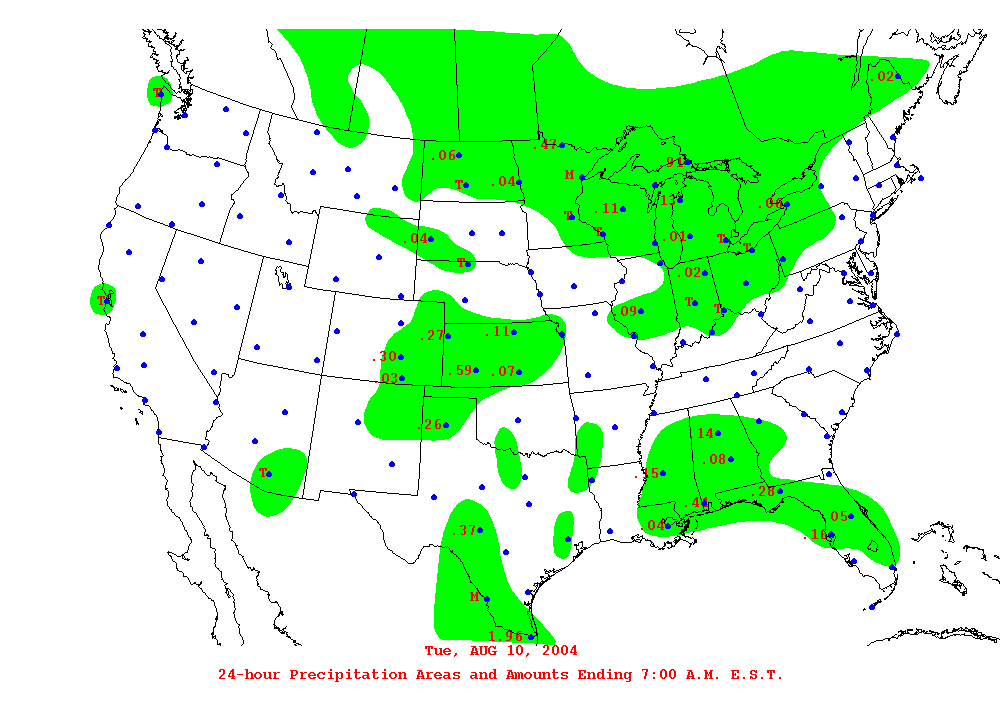 .02
T
.47
.06
.91
M
T
.04
.13
.06
.11
T
T
.04
.01
T
T
T
.02
T
T
T
.09
.27
.11
.30
.03
.59
.07
.26
.14
.08
T
.35
.28
.44
.05
.04
.37
.16
M
1.96
Tue, AUG 10, 2004
24-hour Precipitation Areas and Amounts Ending 7:00 A.M. E.S.T.